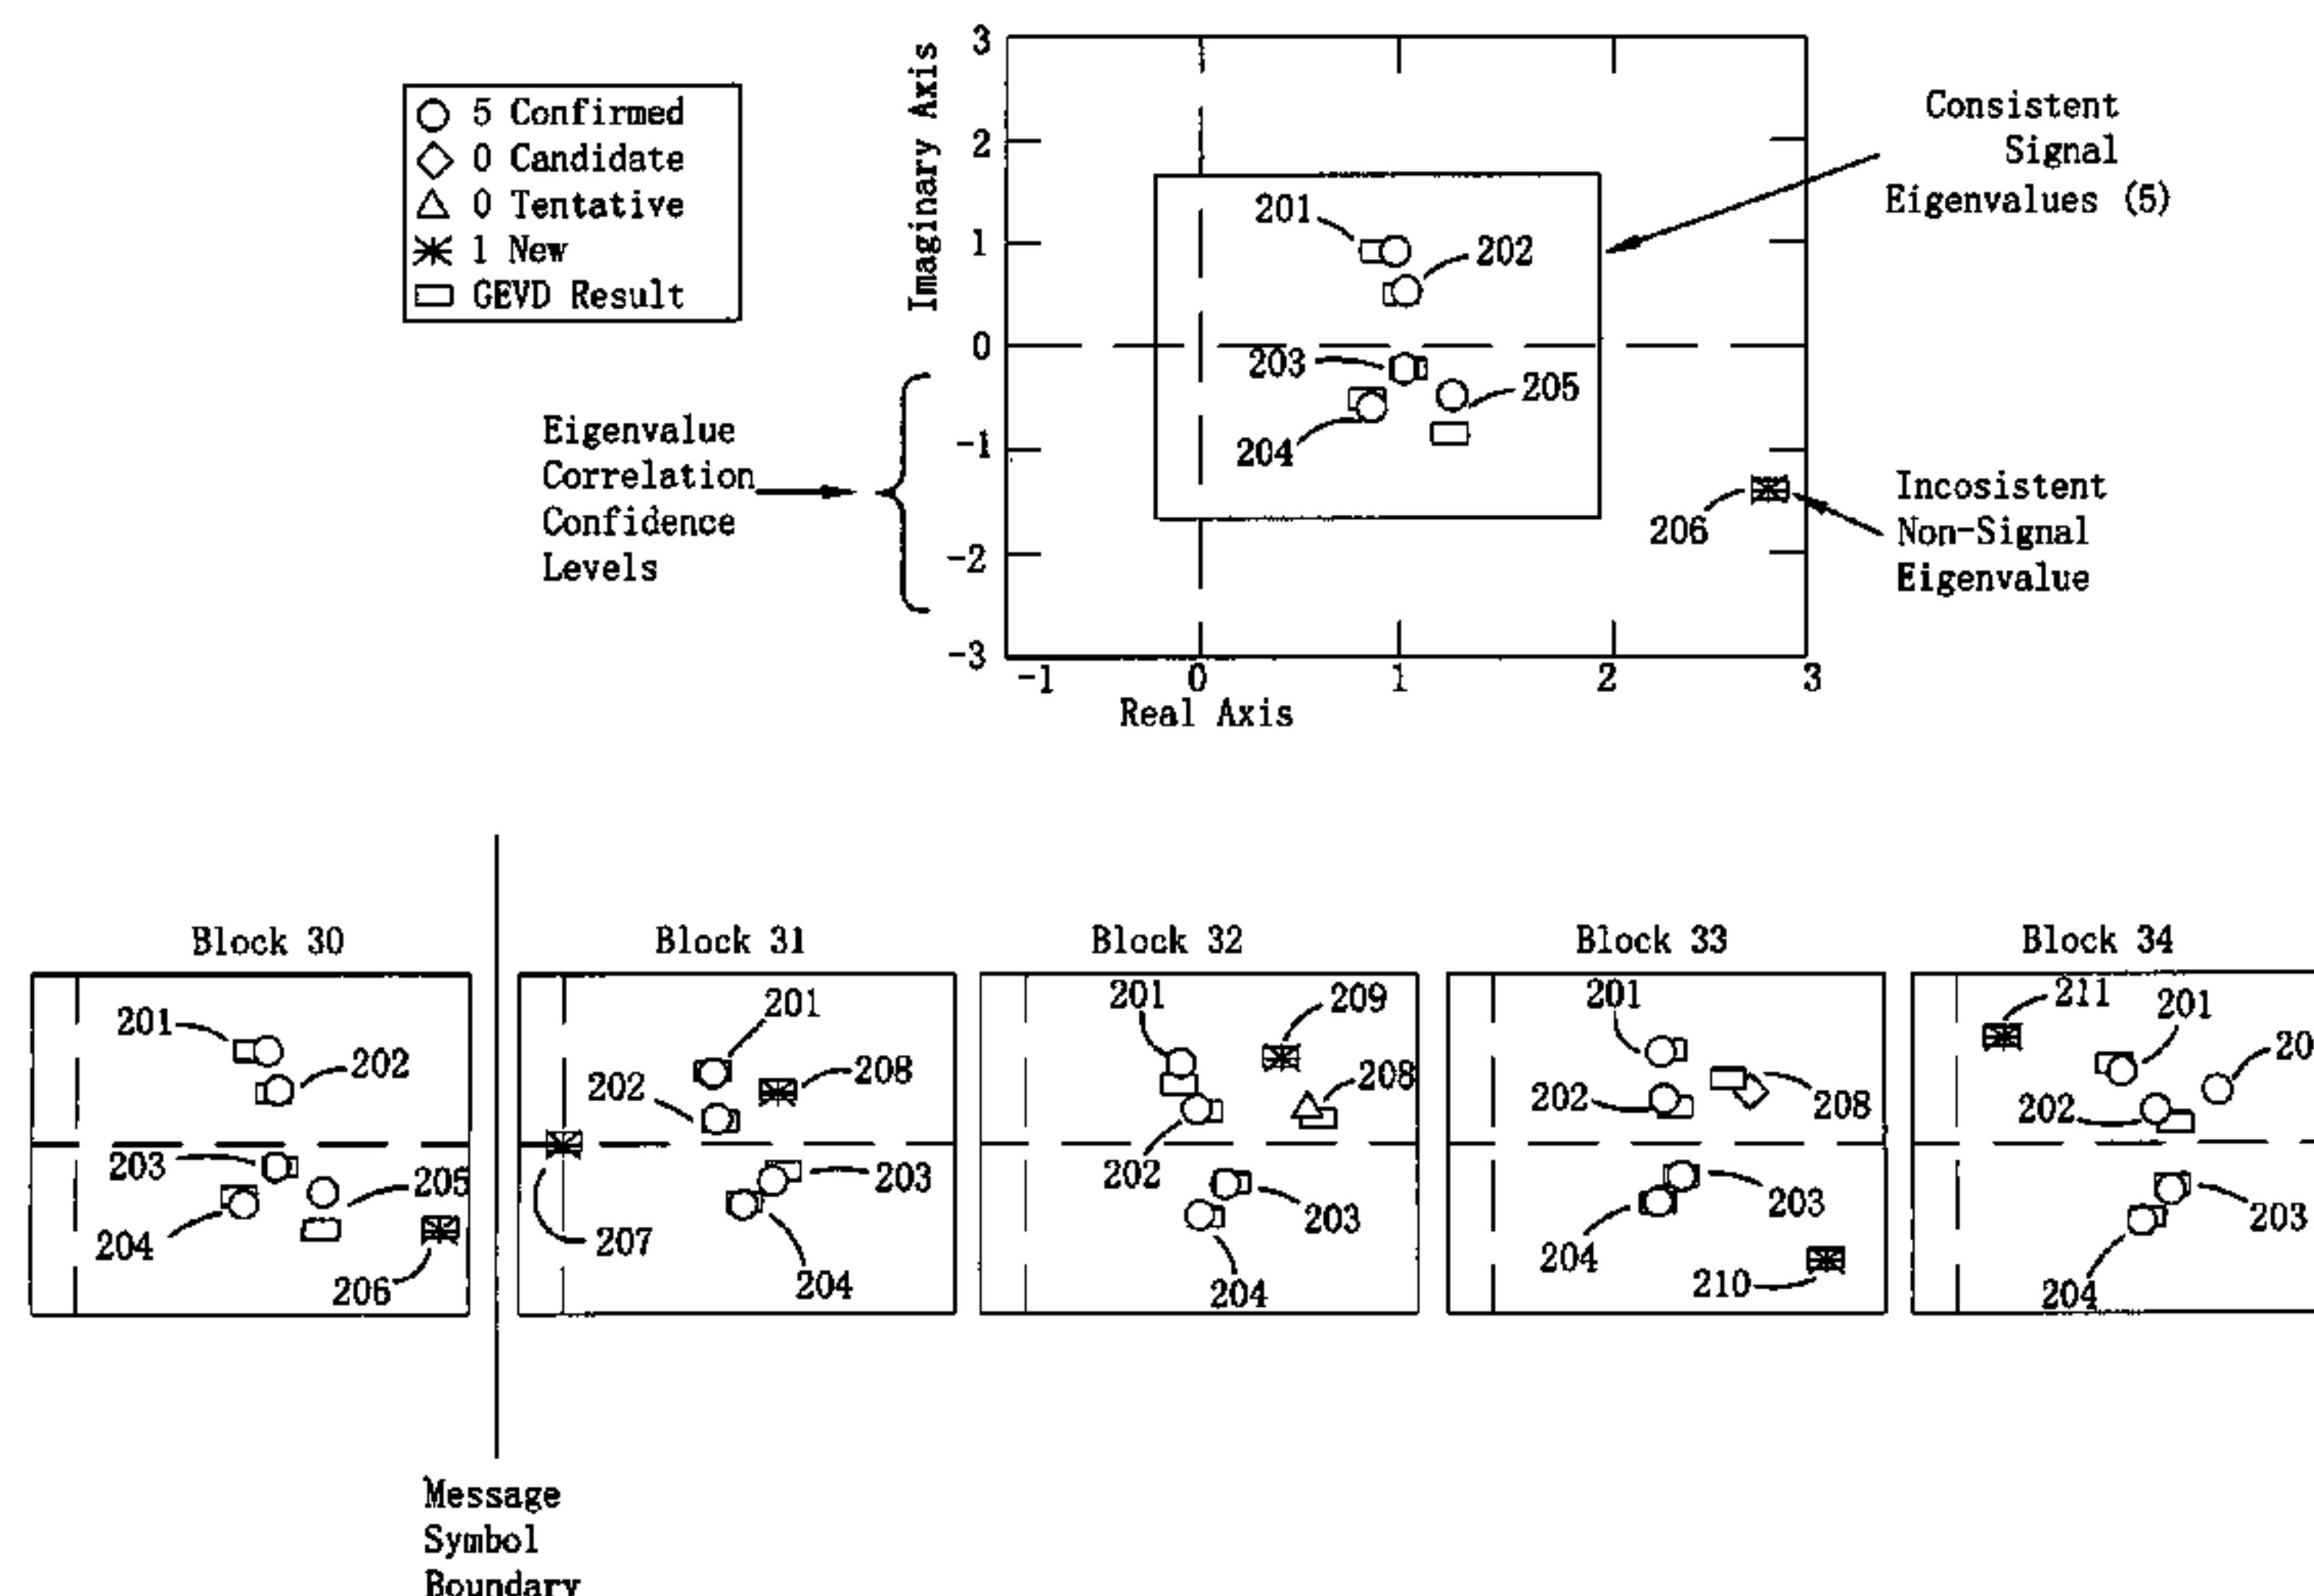 5 Confirmed
0 Candidate
0 Tentative
1 New
GEVD Result
Imaginary Axis
3
2
1
0
-1
-2
-3
-1
0
1
2
3
Real Axis
201
202
203
204
205
206
Consistent
Signal
Eigenvalues (5)
Incosistent
Non-Signal
Eigenvalue
Eigenvalue
Correlation
Confidence
Levels
Block 30
201
202
203
204
205
206
Block 31
201
202
208
203
207
204
Block 32
201
209
208
202
203
204
Block 33
201
202
208
203
204
210
Block 34
211
201
202
203
204
Message
Symbol
Boundary